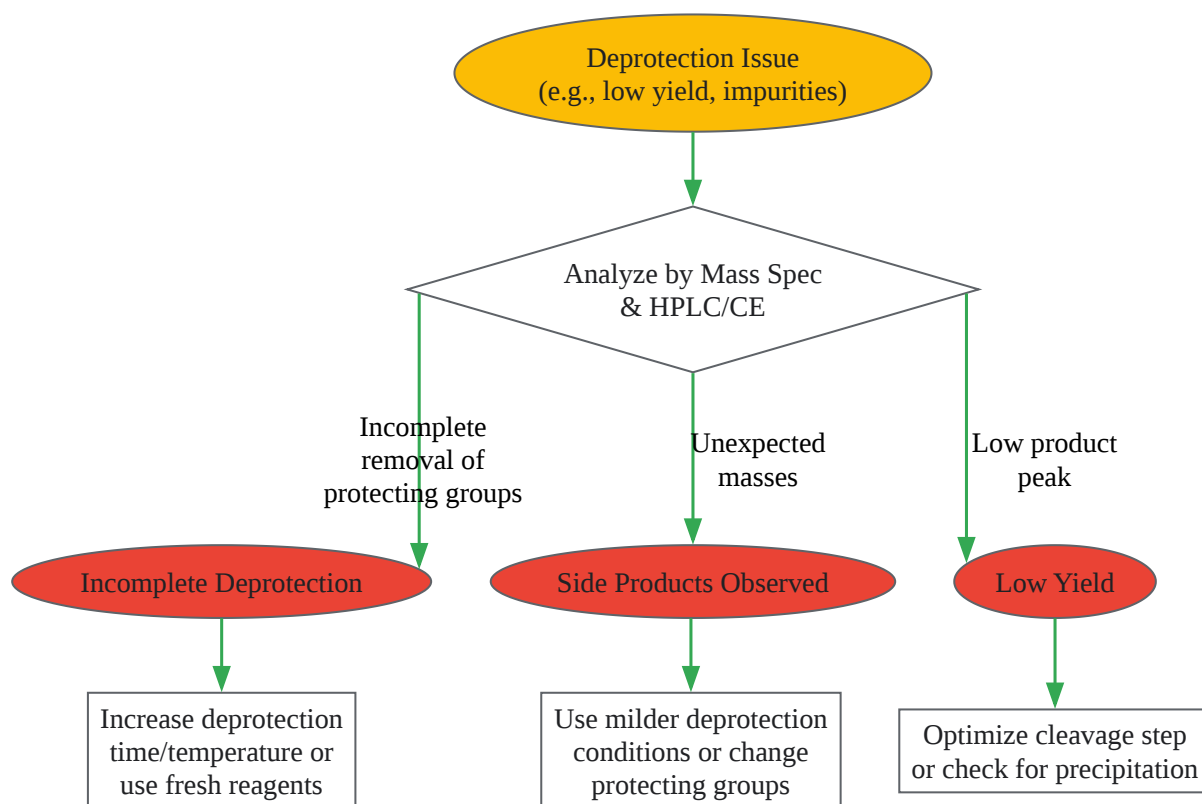 Deprotection Issue
(e.g., low yield, impurities)
Analyze by Mass Spec
& HPLC/CE
Incomplete
removal of
protecting groups
Unexpected
masses
Low product
peak
Incomplete Deprotection
Side Products Observed
Low Yield
Increase deprotection
time/temperature or
use fresh reagents
Use milder deprotection
conditions or change
protecting groups
Optimize cleavage step
or check for precipitation